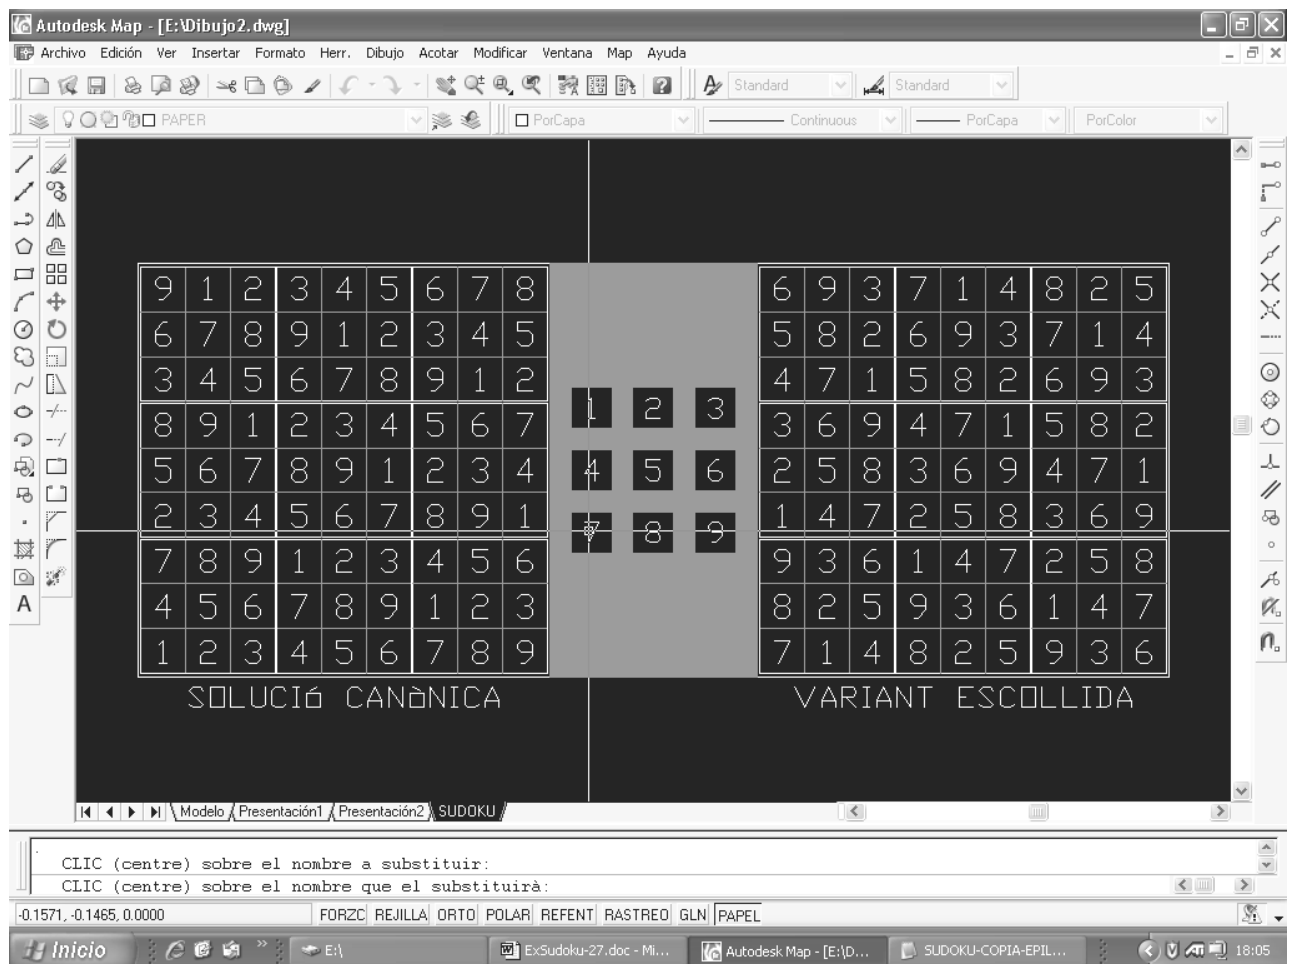 Autodesk Map - [E:\Dibujo2.dwg]
Archivo Edición Ver Insertar Formato Herr. Dibujo Acotar Modificar Ventana Map Ayuda
Standard Standard
PAPER PorCapa Continuous PorCapa PorColor
9 1 2 3 4 5 6 7 8 6 9 3 7 1 4 8 2 5
6 7 8 9 1 2 3 4 5 5 8 2 6 9 3 7 1 4
3 4 5 6 7 8 9 1 2 4 7 1 5 8 2 6 9 3
1 2 3
8 9 1 2 3 4 5 6 7 3 6 9 4 7 1 5 8 2
5 6 7 8 9 1 2 3 4 4 5 6 2 5 8 3 6 9 4 7 1
2 3 4 5 6 7 8 9 1 1 4 7 2 5 8 3 6 9
7 8 9
7 8 9 1 2 3 4 5 6 9 3 6 1 4 7 2 5 8
4 5 6 7 8 9 1 2 3 8 2 5 9 3 6 1 4 7
1 2 3 4 5 6 7 8 9 7 1 4 8 2 5 9 3 6
SOLUCIó CANòNICA VARIANT ESCOLLIDA
Modelo Presentación1 Presentación2 SUDOKU
CLIC (centre) sobre el nombre a substituir:
CLIC (centre) sobre el nombre que el substituirà:
-0.1571, -0.1465, 0.0000 FORZC REJILLA ORTO POLAR REFENT RASTREO GLN PAPEL
Inicio » E:\ ExSudoku-27.doc - Mi... Autodesk Map - [E:\D... SUDOKU-COPIA-EPIL... 18:05